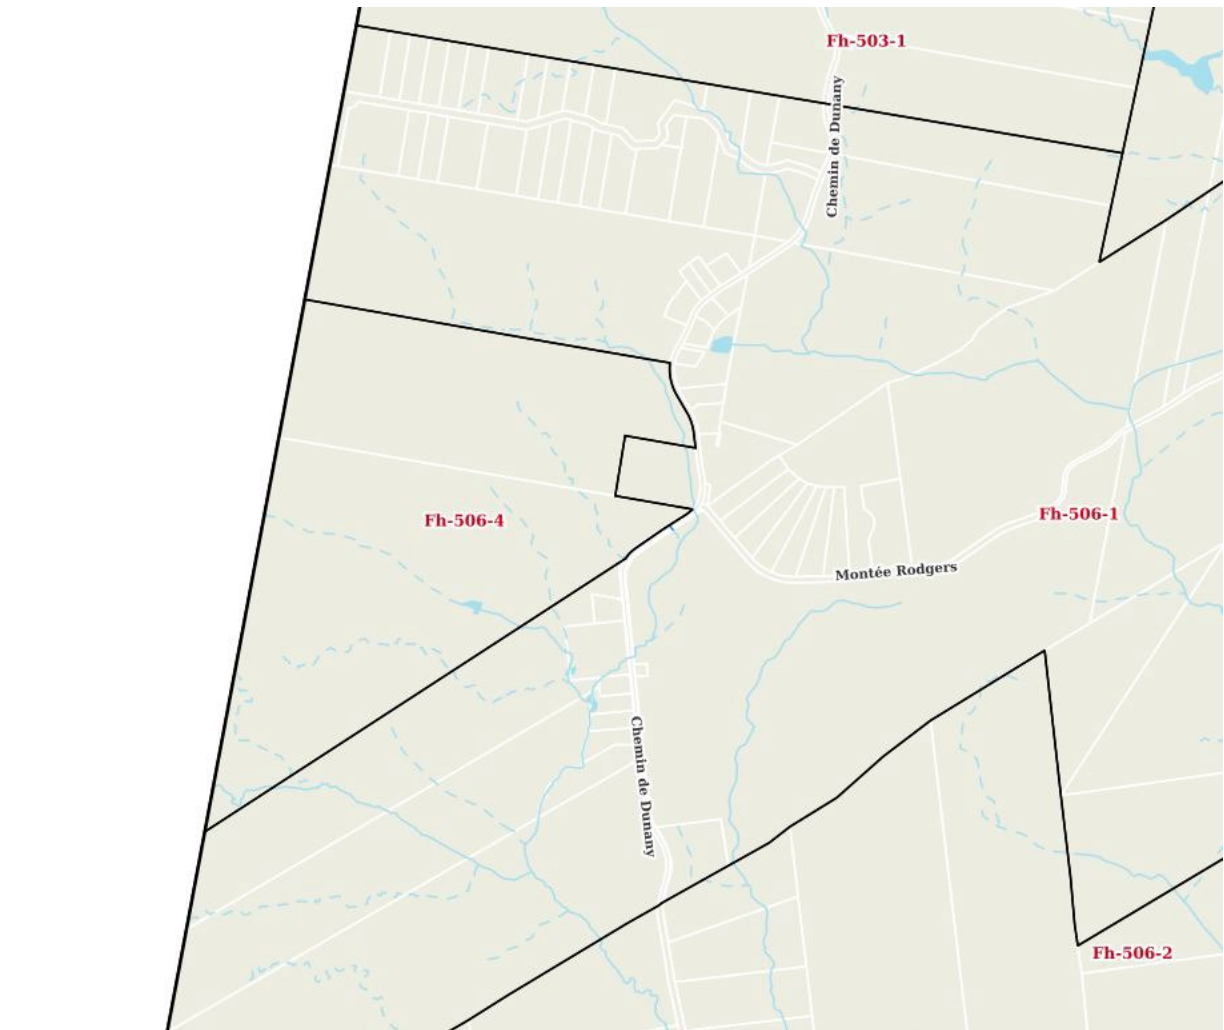 Fh-503-1
Chemin de Dunany
Fh-506-4
Fh-506-1
Montée Rodgers
Chemin de Dunany
Fh-506-2